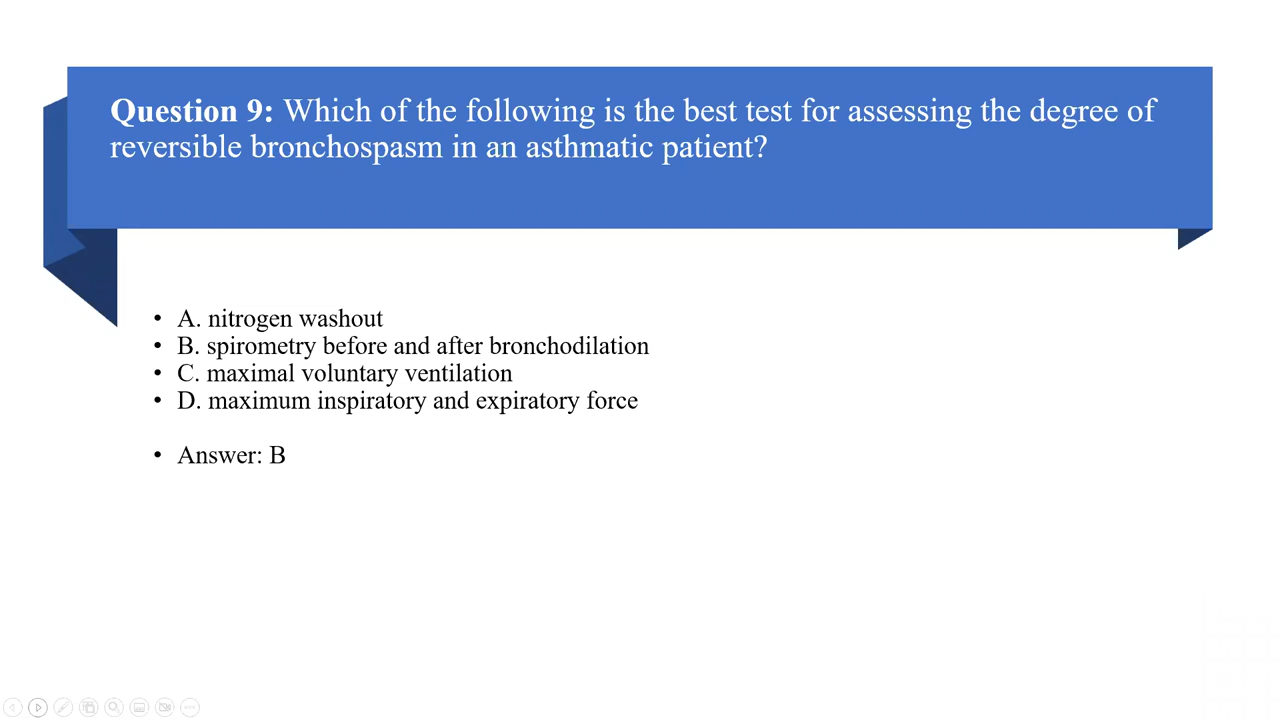 Question 9: Which of the following is the best test for assessing the degree of
reversible bronchospasm in an asthmatic patient?
• A. nitrogen washout
• B. spirometry before and after bronchodilation
• C. maximal voluntary ventilation
• D. maximum inspiratory and expiratory force
• Answer: B